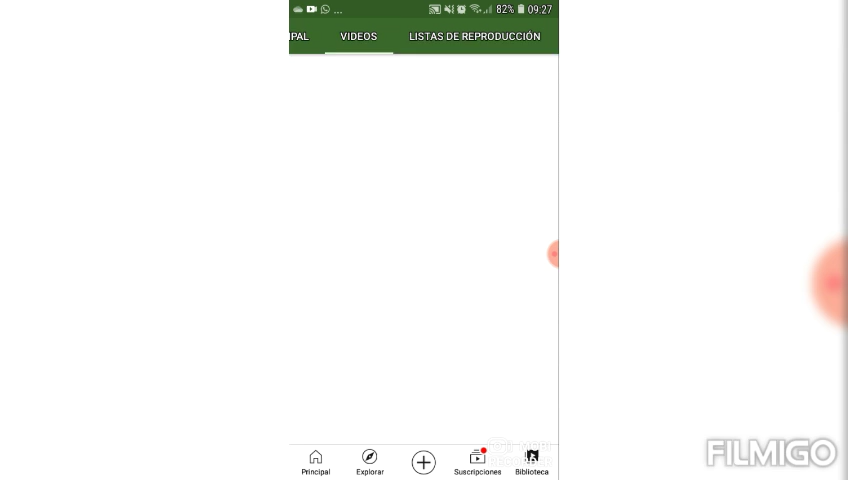 ... 82% 09:27
IPAL VIDEOS LISTAS DE REPRODUCCIÓN
Principal Explorar Suscripciones Biblioteca
FILMIGO